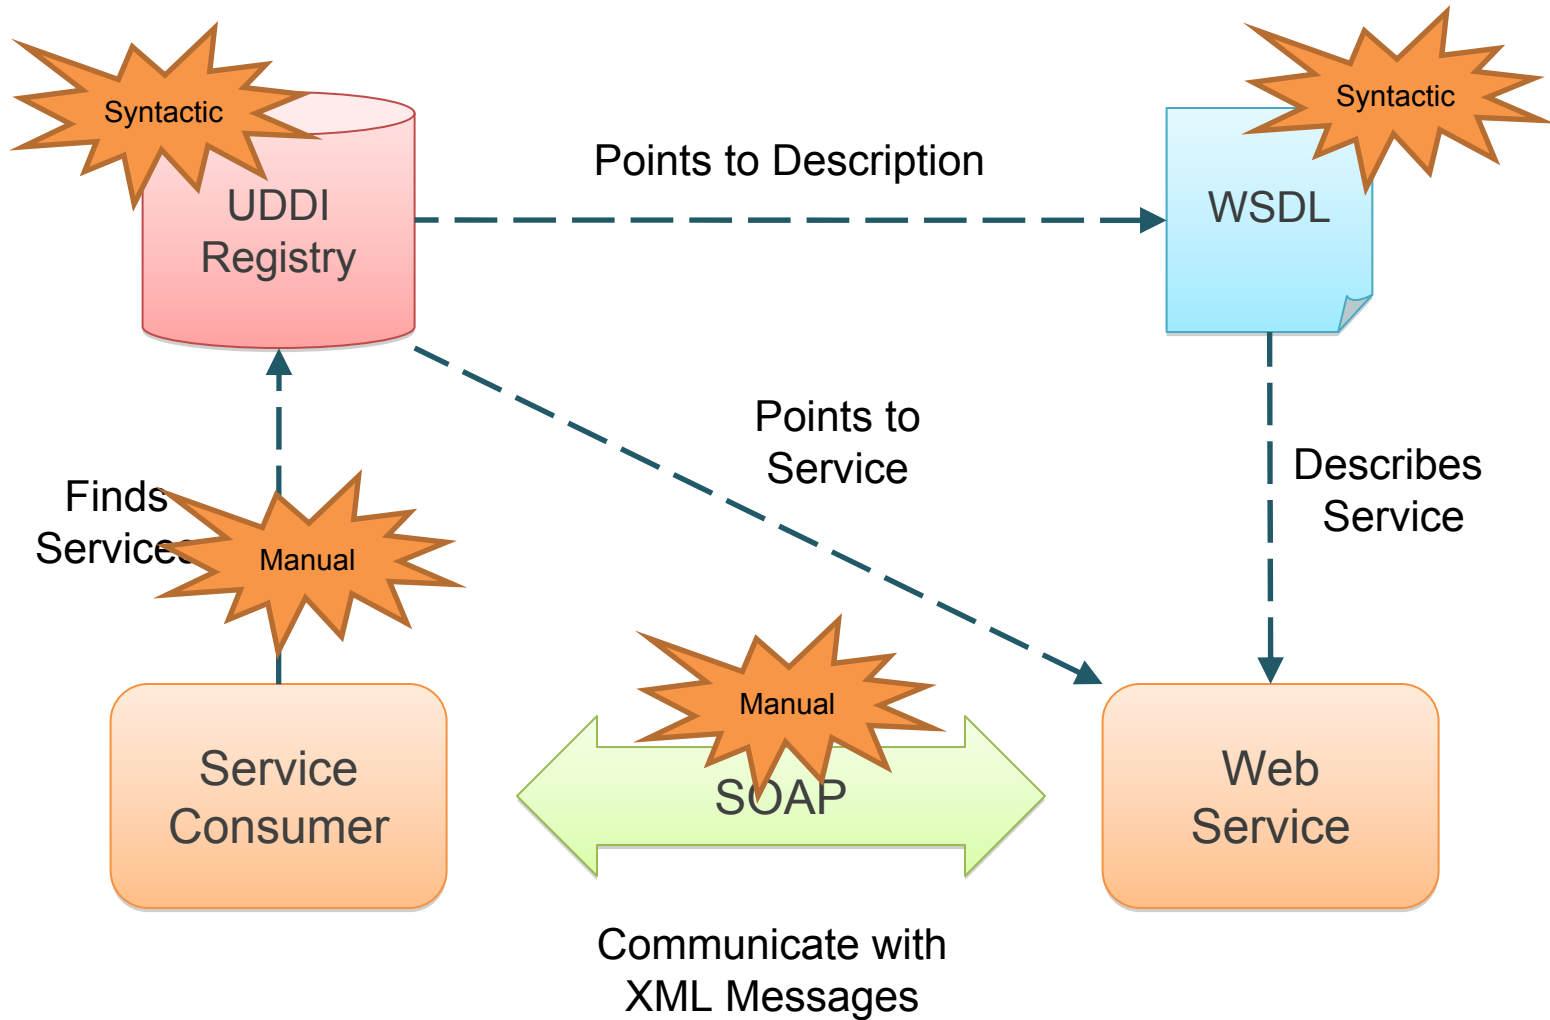 Syntactic
Syntactic
Points to Description
UDDI
Registry
WSDL
Points to
Service
Describes
Service
Finds
Services
Manual
Manual
Service
Consumer
SOAP
Web
Service
Communicate with
XML Messages